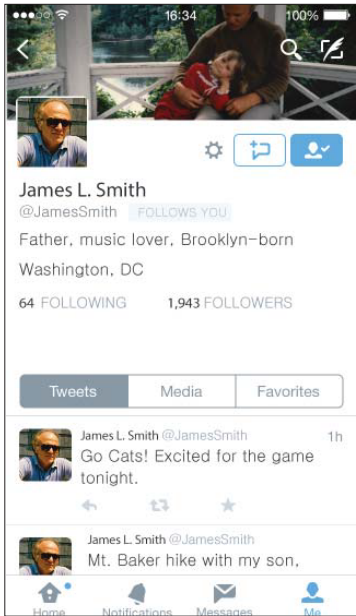 16:34
100%
James L. Smith
@JamesSmith FOLLOWS YOU
Father, music lover, Brooklyn-born
Washington, DC
64 FOLLOWING 1,943 FOLLOWERS
Tweets Media Favorites
James L. Smith @JamesSmith 1h
Go Cats! Excited for the game
tonight.
James L. Smith @JamesSmith
Mt. Baker hike with my son,
Home Notifications Messages Me